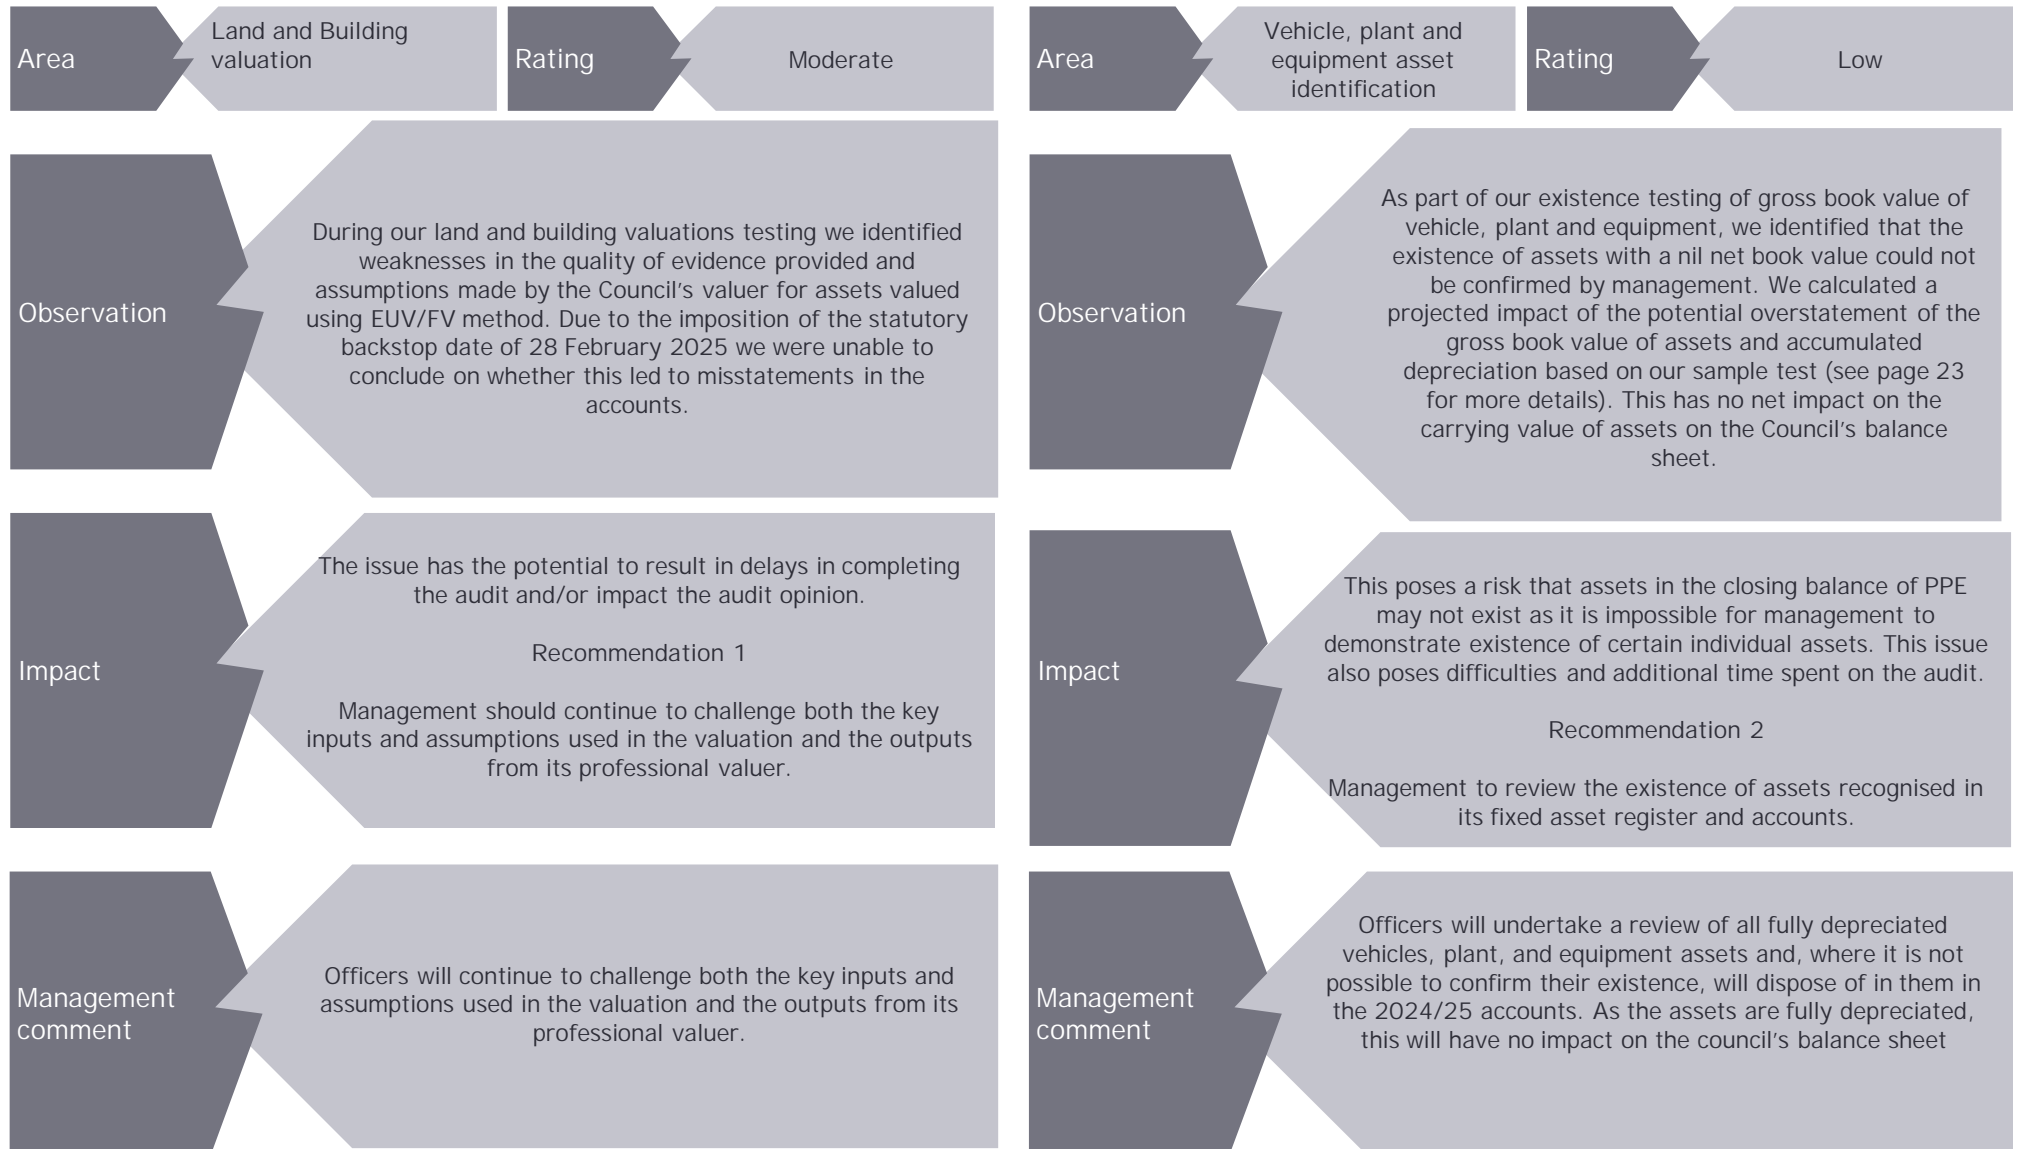 Area
Land and Building
valuation
Rating
Moderate
Observation
During our land and building valuations testing we identified
weaknesses in the quality of evidence provided and
assumptions made by the Council's valuer for assets valued
using EUV/FV method. Due to the imposition of the statutory
backstop date of 28 February 2025 we were unable to
conclude on whether this led to misstatements in the
accounts.
Impact
The issue has the potential to result in delays in completing
the audit and/or impact the audit opinion.
Recommendation 1
Management should continue to challenge both the key
inputs and assumptions used in the valuation and the outputs
from its professional valuer.
Management
comment
Officers will continue to challenge both the key inputs and
assumptions used in the valuation and the outputs from its
professional valuer.
Area
Vehicle, plant and
equipment asset
identification
Rating
Low
Observation
As part of our existence testing of gross book value of
vehicle, plant and equipment, we identified that the
existence of assets with a nil net book value could not
be confirmed by management. We calculated a
projected impact of the potential overstatement of the
gross book value of assets and accumulated
depreciation based on our sample test (see page 23
for more details). This has no net impact on the
carrying value of assets on the Council's balance
sheet.
Impact
This poses a risk that assets in the closing balance of PPE
may not exist as it is impossible for management to
demonstrate existence of certain individual assets. This issue
also poses difficulties and additional time spent on the audit.
Recommendation 2
Management to review the existence of assets recognised in
its fixed asset register and accounts.
Management
comment
Officers will undertake a review of all fully depreciated
vehicles, plant, and equipment assets and, where it is not
possible to confirm their existence, will dispose of in them in
the 2024/25 accounts. As the assets are fully depreciated,
this will have no impact on the council's balance sheet